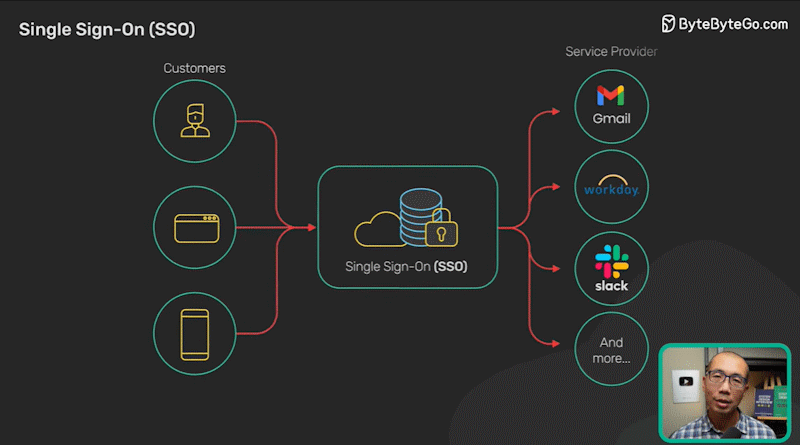 Single Sign-On (SSO)
ByteByteGo.com
Customers
Service Provider
Gmail
workday.
slack
And
more...
Single Sign-On (SSO)